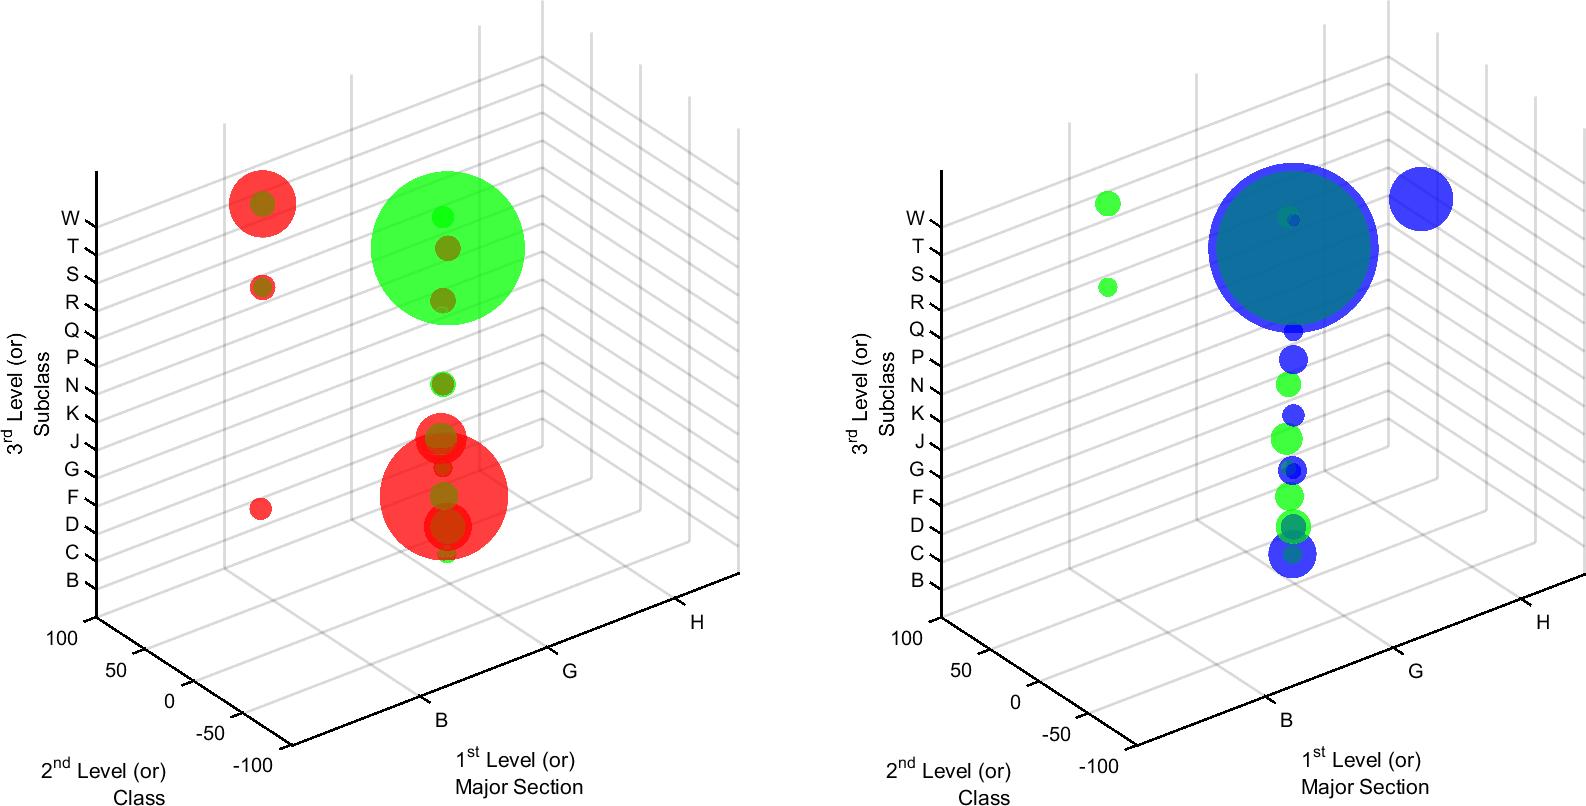 W
T
S
R
Q
P
N
K
J
G
F
D
C
B
3rd Level (or)
Subclass
100
50
0
-50
-100
2nd Level (or)
Class
B
G
H
1st Level (or)
Major Section
W
T
S
R
Q
P
N
K
J
G
F
D
C
B
3rd Level (or)
Subclass
100
50
0
-50
-100
2nd Level (or)
Class
B
G
H
1st Level (or)
Major Section